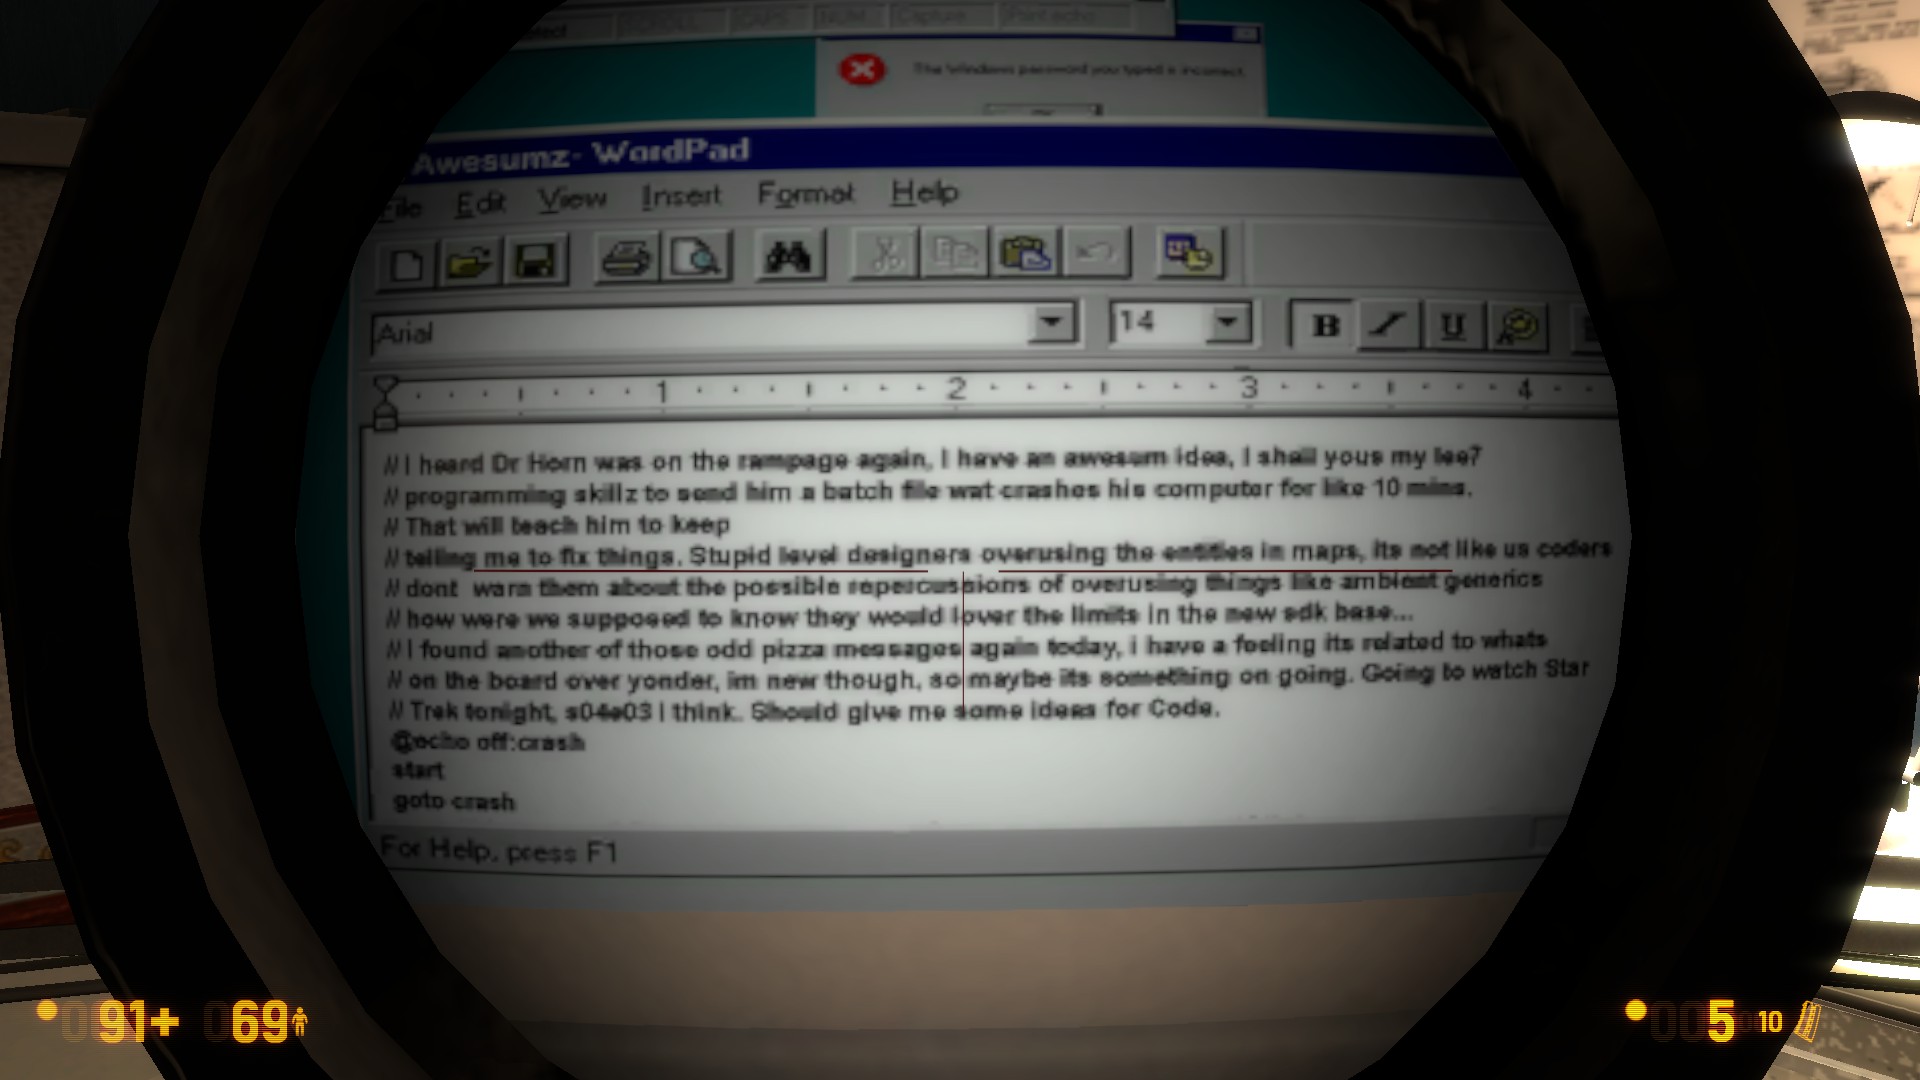 SCROLL CAPS NUM Capture Print echo
The Windows password you typed is incorrect.
Awesumz- WordPad
File Edit View Insert Format Help
Arial 14 B I U
1 2 3 4
// I heard Dr Horn was on the rampage again, I have an awesum idea, I shall yous my lee?
// programming skillz to send him a batch file wat crashes his computer for like 10 mins.
// That will teach him to keep
// telling me to fix things. Stupid level designers overusing the entities in maps, its not like us coders
// dont warn them about the possible repercussions of overusing things like ambient generics
// how were we supposed to know they would lover the limits in the new sdk base...
// I found another of those odd pizza messages again today, i have a feeling its related to whats
// on the board over yonder, im new though, so maybe its something on going. Going to watch Star
// Trek tonight, s04e03 I think. Should give me some ideas for Code.
@echo off:crash
start
goto crash
For Help, press F1
91+ 69
5 10